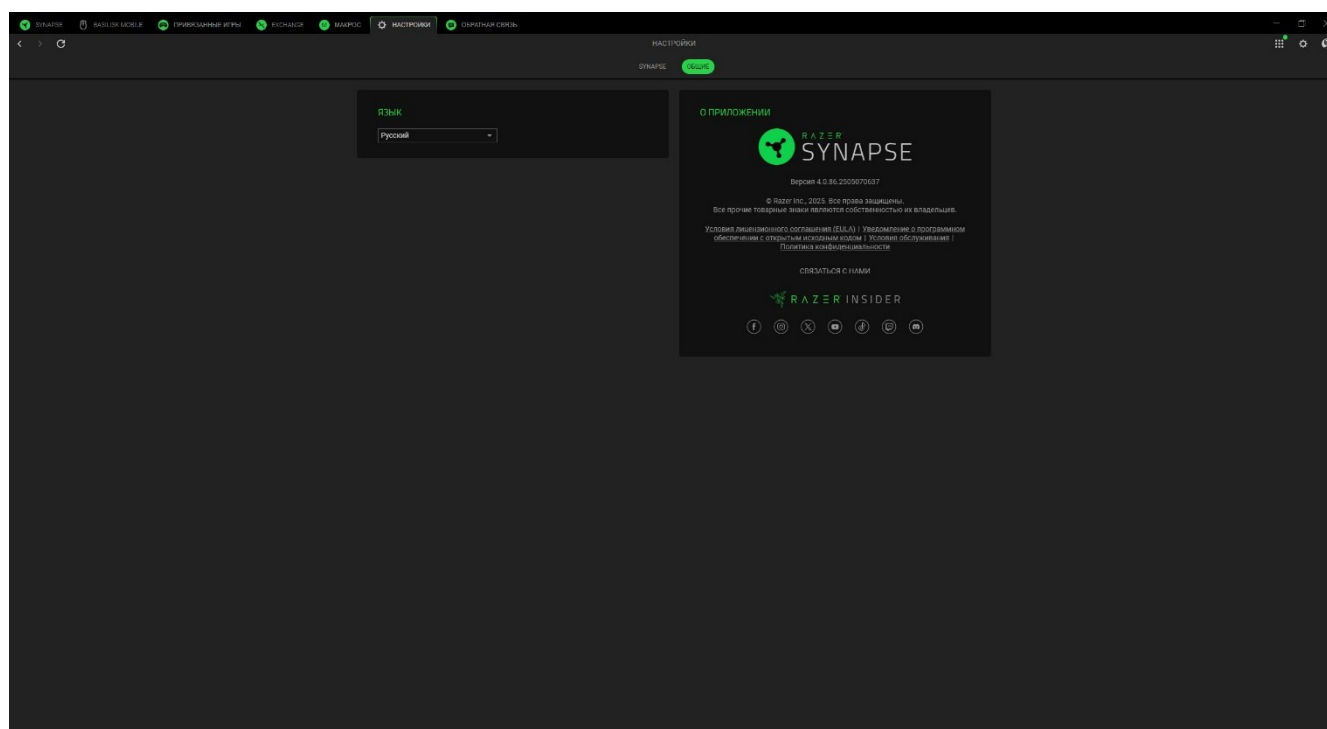 SYNAPSE BASILISK MOBILE ПРИВЯЗАННЫЕ ИГРЫ EXCHANGE МАКРОС НАСТРОЙКИ ОБРАТНАЯ СВЯЗЬ
НАСТРОЙКИ
SYNAPSE ОБЩИЕ
ЯЗЫК
Русский
О ПРИЛОЖЕНИИ
RAZER
SYNAPSE
Версия 4.0.86.2505070637
© Razer Inc., 2025. Все права защищены.
Все прочие товарные знаки являются собственностью их владельцев.
Условия лицензионного соглашения (EULA) | Уведомление о программном
обеспечении с открытым исходным кодом | Условия обслуживания |
Политика конфиденциальности
СВЯЗАТЬСЯ С НАМИ
RAZER INSIDER